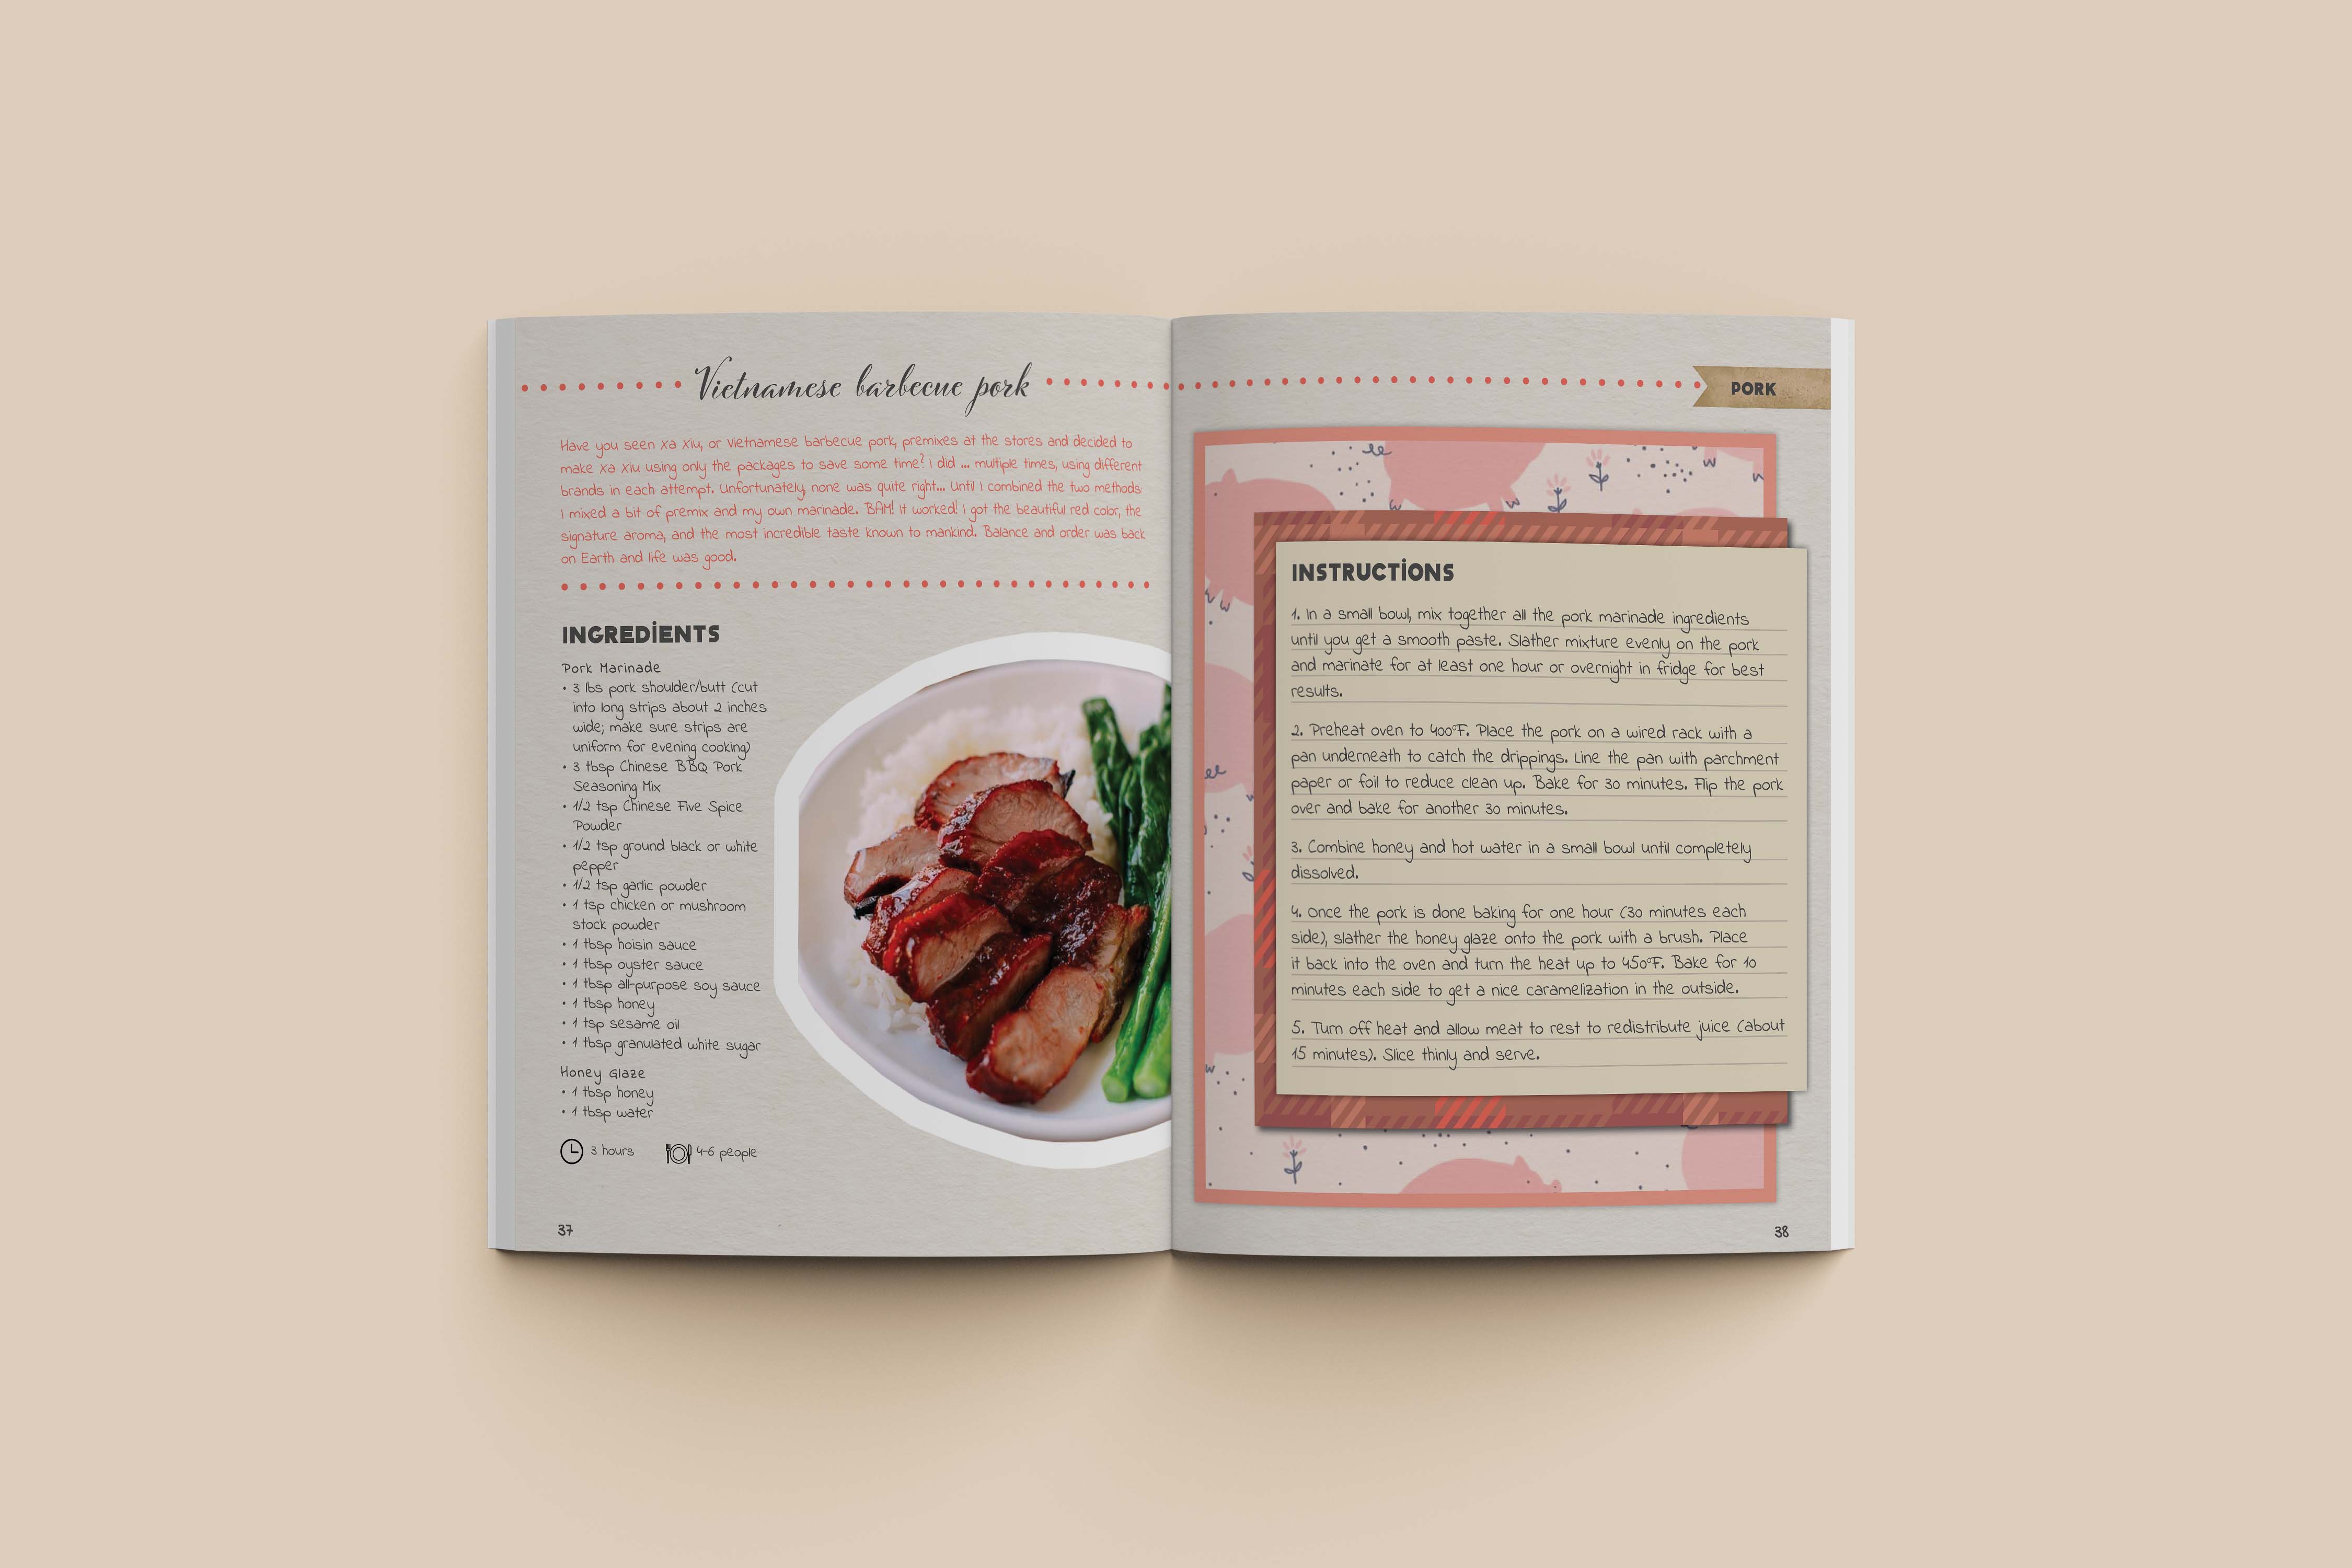 Vietnamese barbecue pork
Have you seen Xa Xiu, or Vietnamese barbecue pork, premixes at the stores and decided to
make Xa Xiu using only the packages to save some time? I did ... multiple times, using different
brands in each attempt. Unfortunately, none was quite right... Until I combined the two methods
I mixed a bit of premix and my own marinade. BAM! It worked! I got the beautiful red color, the
signature aroma, and the most incredible taste known to mankind. Balance and order was back
on Earth and life was good.
INGREDIENTS
Pork Marinade
• 3 lbs pork shoulder/butt (cut
into long strips about 2 inches
wide; make sure strips are
uniform for evening cooking)
• 3 tbsp Chinese BBQ Pork
Seasoning Mix
• 1/2 tsp Chinese Five Spice
Powder
• 1/2 tsp ground black or white
pepper
• 1/2 tsp garlic powder
• 1 tsp chicken or mushroom
stock powder
• 1 tbsp hoisin sauce
• 1 tbsp oyster sauce
• 1 tbsp all-purpose soy sauce
• 1 tbsp honey
• 1 tsp sesame oil
• 1 tbsp granulated white sugar
Honey Glaze
• 1 tbsp honey
• 1 tbsp water
3 hours 4-6 people
37
PORK
INSTRUCTIONS
1. In a small bowl, mix together all the pork marinade ingredients
until you get a smooth paste. Slather mixture evenly on the pork
and marinate for at least one hour or overnight in fridge for best
results.
2. Preheat oven to 400°F. Place the pork on a wired rack with a
pan underneath to catch the drippings. Line the pan with parchment
paper or foil to reduce clean up. Bake for 30 minutes. Flip the pork
over and bake for another 30 minutes.
3. Combine honey and hot water in a small bowl until completely
dissolved.
4. Once the pork is done baking for one hour (30 minutes each
side), slather the honey glaze onto the pork with a brush. Place
it back into the oven and turn the heat up to 450°F. Bake for 10
minutes each side to get a nice caramelization in the outside.
5. Turn off heat and allow meat to rest to redistribute juice (about
15 minutes). Slice thinly and serve.
38